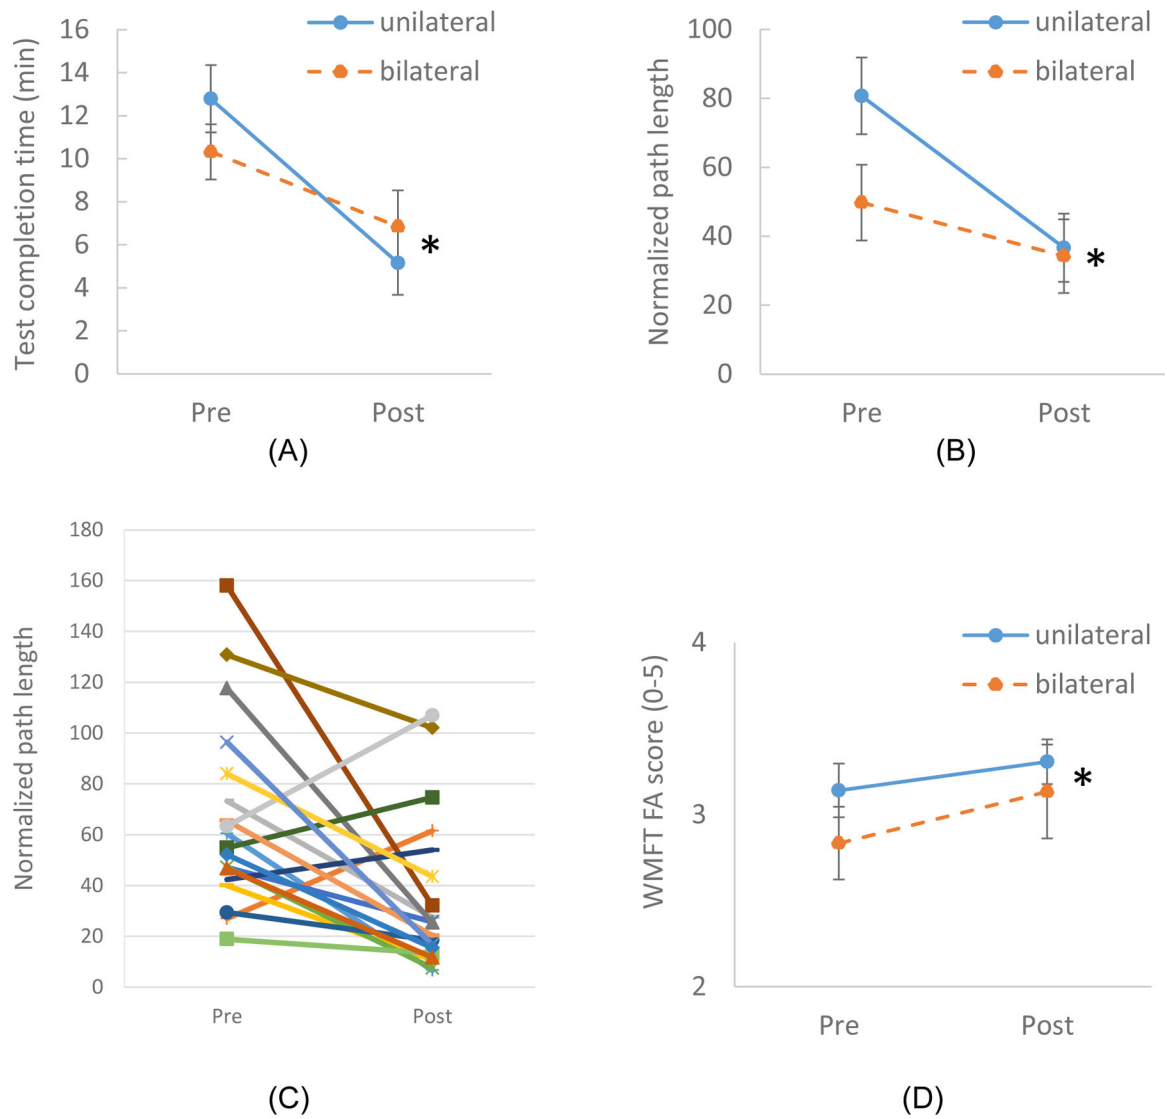 unilateral
bilateral
Test completion time (min)
16
14
12
10
8
6
4
2
0
Pre Post
*
(A)
unilateral
bilateral
Normalized path length
100
80
60
40
20
0
Pre Post
*
(B)
Normalized path length
180
160
140
120
100
80
60
40
20
0
Pre Post
(C)
unilateral
bilateral
WMFT FA score (0-5)
4
3
2
Pre Post
*
(D)